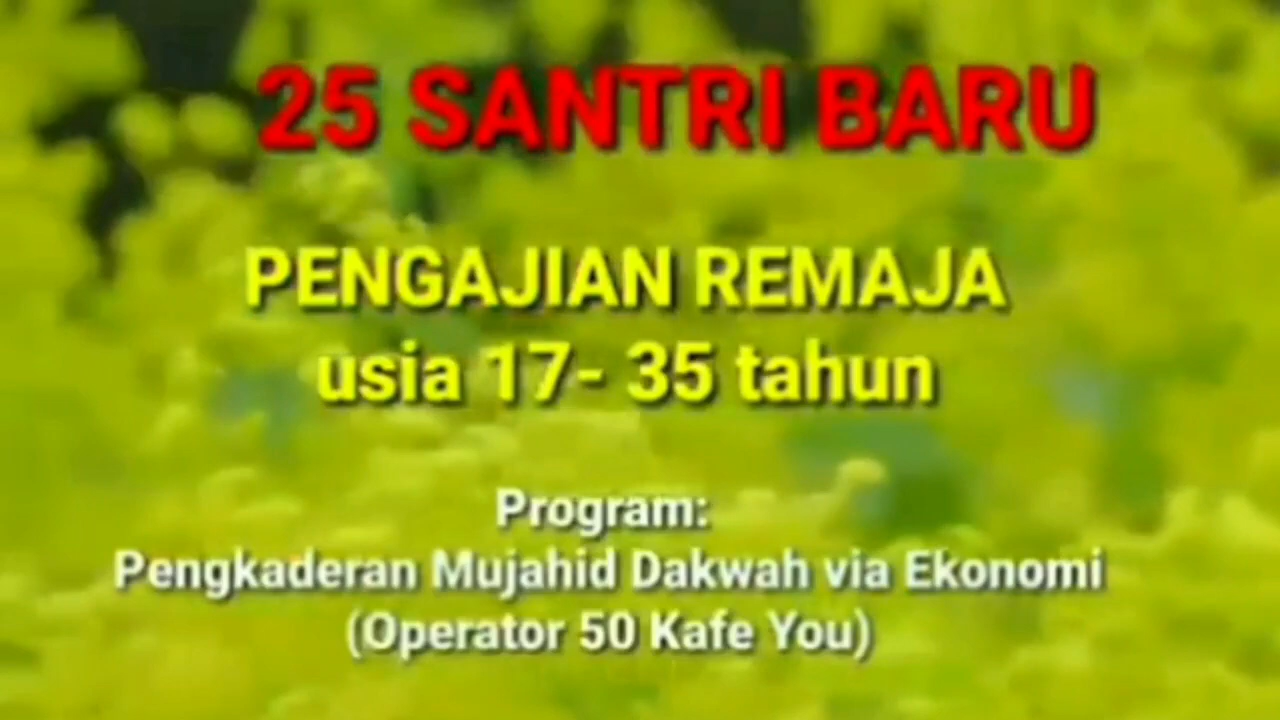 25 SANTRI BARU
PENGAJIAN REMAJA
usia 17- 35 tahun
Program:
Pengkaderan Mujahid Dakwah via Ekonomi
(Operator 50 Kafe You)